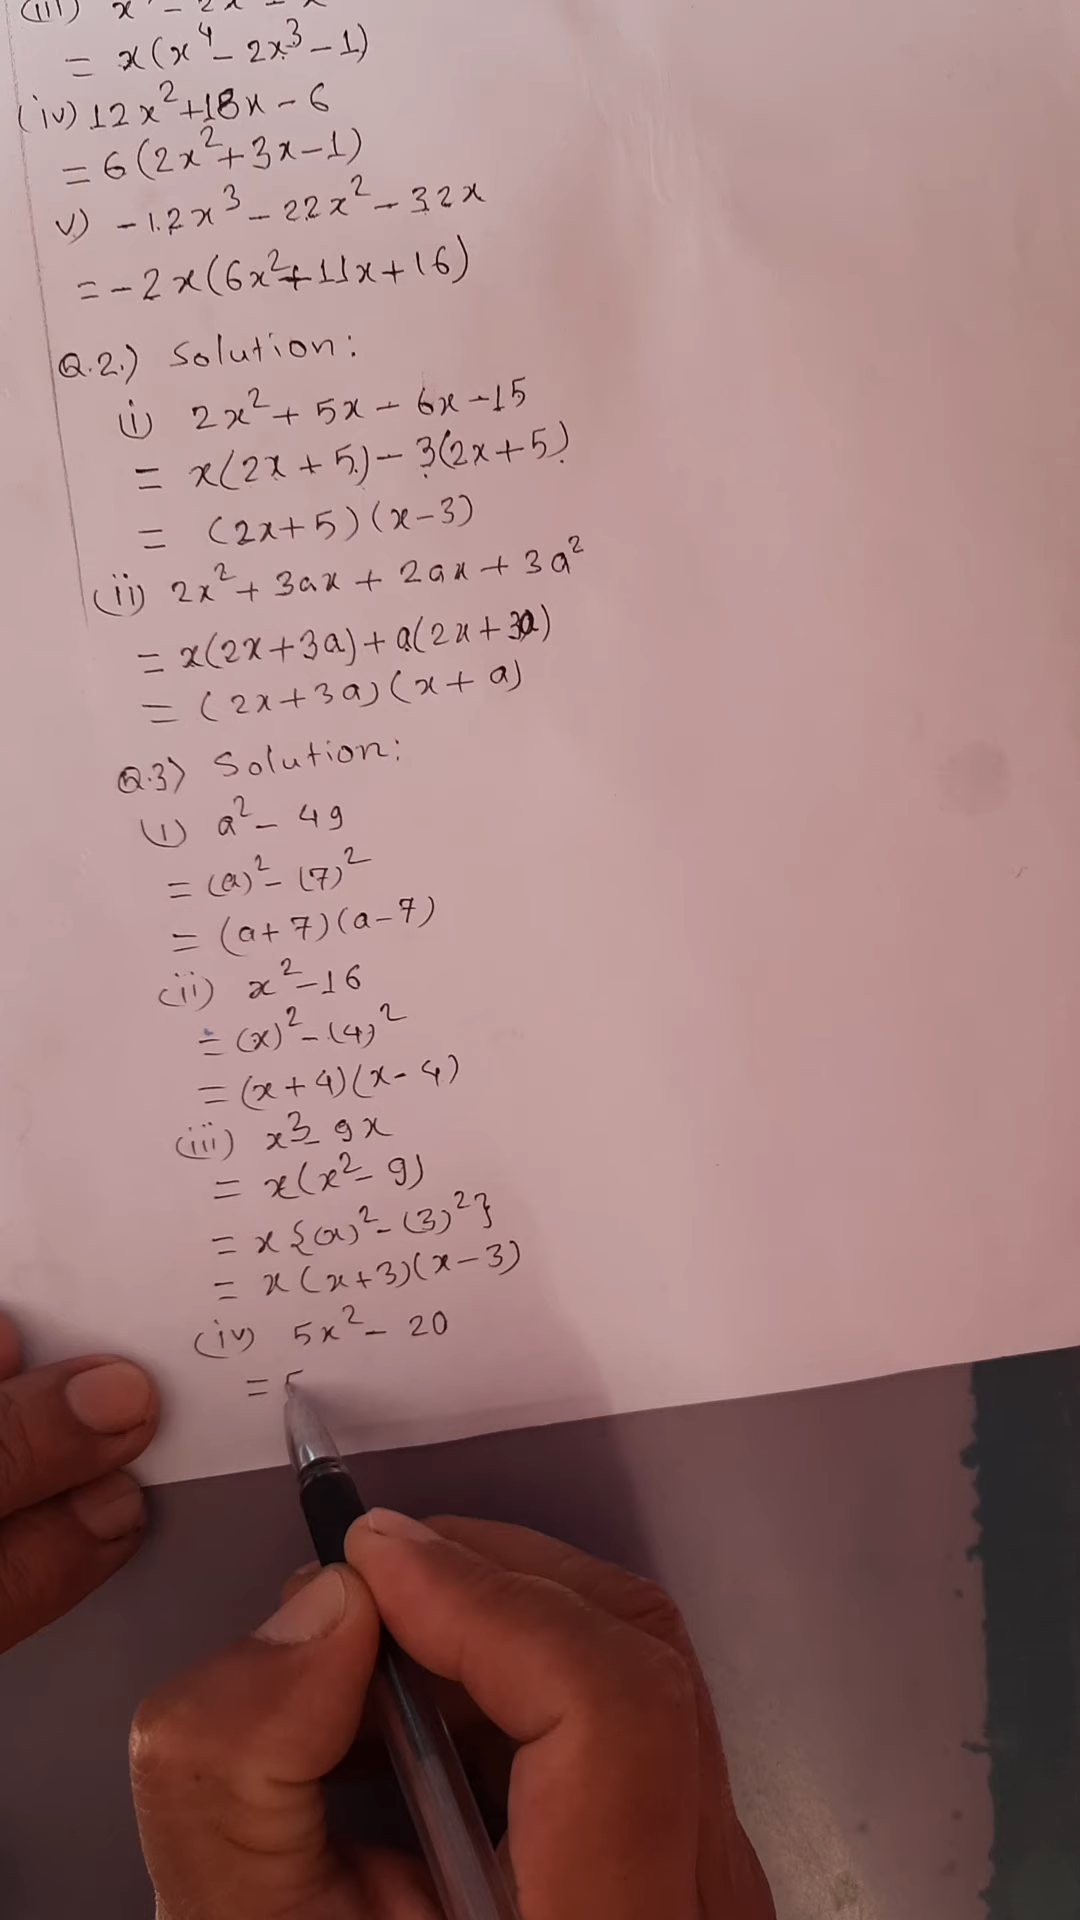 (iii) x - 2x - x
= x(x⁴ - 2x³ - 1)
(iv) 12x² + 18x - 6
= 6(2x² + 3x - 1)
v) -12x³ - 22x² - 32x
= -2x(6x² + 11x + 16)
Q.2.) Solution:
(i) 2x² + 5x - 6x - 15
= x(2x + 5) - 3(2x + 5)
= (2x + 5)(x - 3)
(ii) 2x² + 3ax + 2ax + 3a²
= x(2x + 3a) + a(2x + 3a)
= (2x + 3a)(x + a)
Q.3) Solution:
(i) a² - 49
= (a)² - (7)²
= (a + 7)(a - 7)
(ii) x² - 16
= (x)² - (4)²
= (x + 4)(x - 4)
(iii) x³ - 9x
= x(x² - 9)
= x{(x)² - (3)²}
= x(x + 3)(x - 3)
(iv) 5x² - 20
= 5